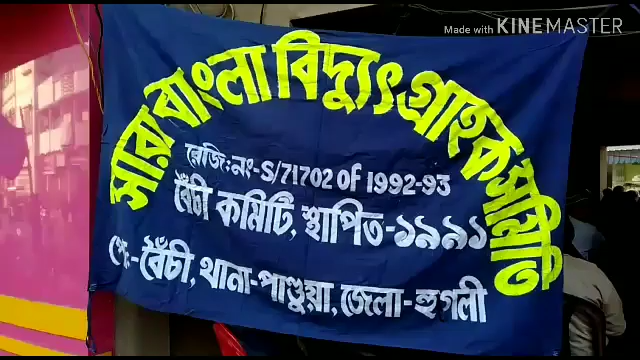 Made with KINEMASTER
সারা বাংলা বিদ্যুৎ গ্রাহক সমিতি
রেজিঃনং-S/71702 of 1992-93
বৈঁচী কমিটি, স্থাপিত-১৯৯১
পোঃ-বৈঁচী, থানা-পাণ্ডুয়া, জেলা-হুগলী